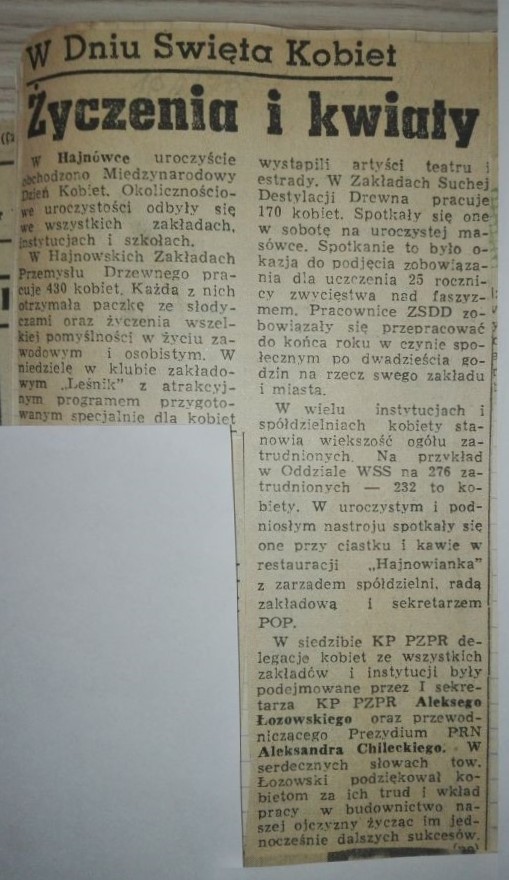 W Dniu Święta Kobiet
Życzenia i kwiaty
W Hajnówce uroczyście
obchodzono Międzynarodowy
Dzień Kobiet. Okolicznościo-
we uroczystości odbyły się
we wszystkich zakładach,
instytucjach i szkołach.
W Hajnowskich Zakładach
Przemysłu Drzewnego pra-
cuje 430 kobiet. Każda z nich
otrzymała paczkę ze słody-
czami oraz życzenia wszel-
kiej pomyślności w życiu za-
wodowym i osobistym. W
niedzielę w klubie zakłado-
wym „Leśnik" z atrakcyj-
nym programem przygoto-
wanym specjalnie dla kobiet
wystąpili artyści teatru i
estrady. W Zakładach Suchej
Destylacji Drewna pracuje
170 kobiet. Spotkały się one
w sobotę na uroczystej ma-
sówce. Spotkanie to było o-
kazją do podjęcia zobowiąza-
nia dla uczczenia 25 roczni-
cy zwycięstwa nad faszyz-
mem. Pracownice ZSDD zo-
bowiązały się przepracować
do końca roku w czynie spo-
łecznym po dwadzieścia go-
dzin na rzecz swego zakładu
i miasta.
W wielu instytucjach i
spółdzielniach kobiety sta-
nowią większość ogółu za-
trudnionych. Na przykład
w Oddziale WSS na 276 za-
trudnionych — 232 to ko-
biety. W uroczystym i pod-
niosłym nastroju spotkały się
one przy ciastku i kawie w
restauracji „Hajnowianka"
z zarządem spółdzielni, radą
zakładową i sekretarzem
POP.
W siedzibie KP PZPR de-
legacje kobiet ze wszystkich
zakładów i instytucji były
podejmowane przez I sekre-
tarza KP PZPR Aleksego
Łozowskiego oraz przewod-
niczącego Prezydium PRN
Aleksandra Chileckiego. W
serdecznych słowach tow.
Łozowski podziękował ko-
bietom za ich trud i wkład
pracy w budownictwo na-
szej ojczyzny życząc im jed-
nocześnie dalszych sukcesów.